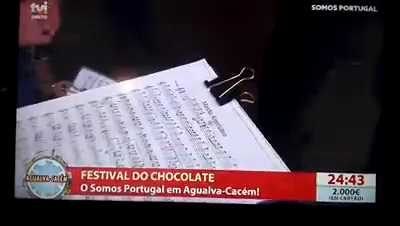 tvi
DIRETO
SOMOS PORTUGAL
AGUALVA-CACÉM
FESTIVAL DO CHOCOLATE
O Somos Portugal em Agualva-Cacém!
24:43
2.000€
(EM CARTÃO)